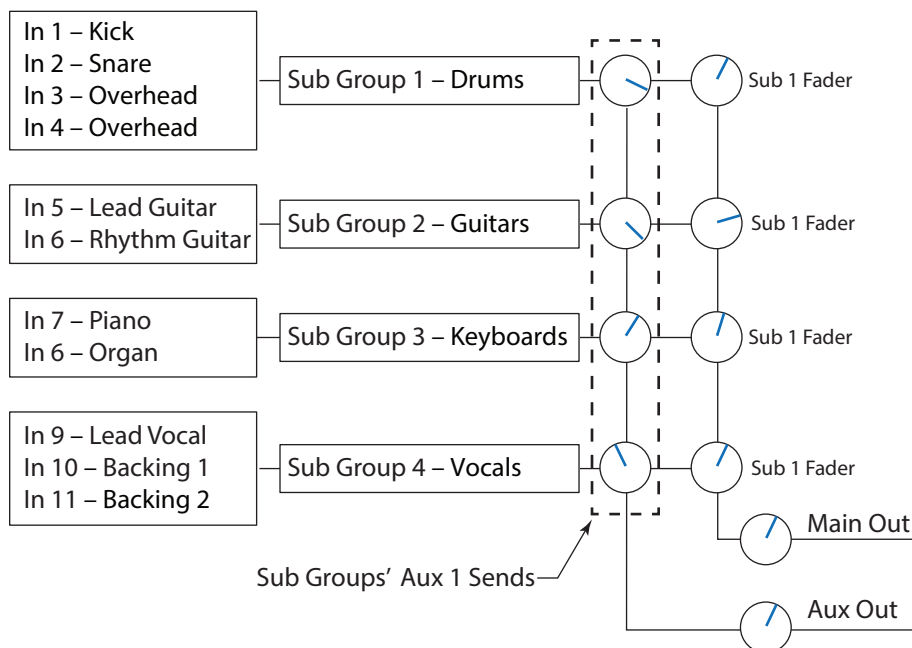 In 1 – Kick
In 2 – Snare
In 3 – Overhead
In 4 – Overhead
Sub Group 1 – Drums
Sub 1 Fader
In 5 – Lead Guitar
In 6 – Rhythm Guitar
Sub Group 2 – Guitars
Sub 1 Fader
In 7 – Piano
In 6 – Organ
Sub Group 3 – Keyboards
Sub 1 Fader
In 9 – Lead Vocal
In 10 – Backing 1
In 11 – Backing 2
Sub Group 4 – Vocals
Sub 1 Fader
Main Out
Sub Groups’ Aux 1 Sends
Aux Out